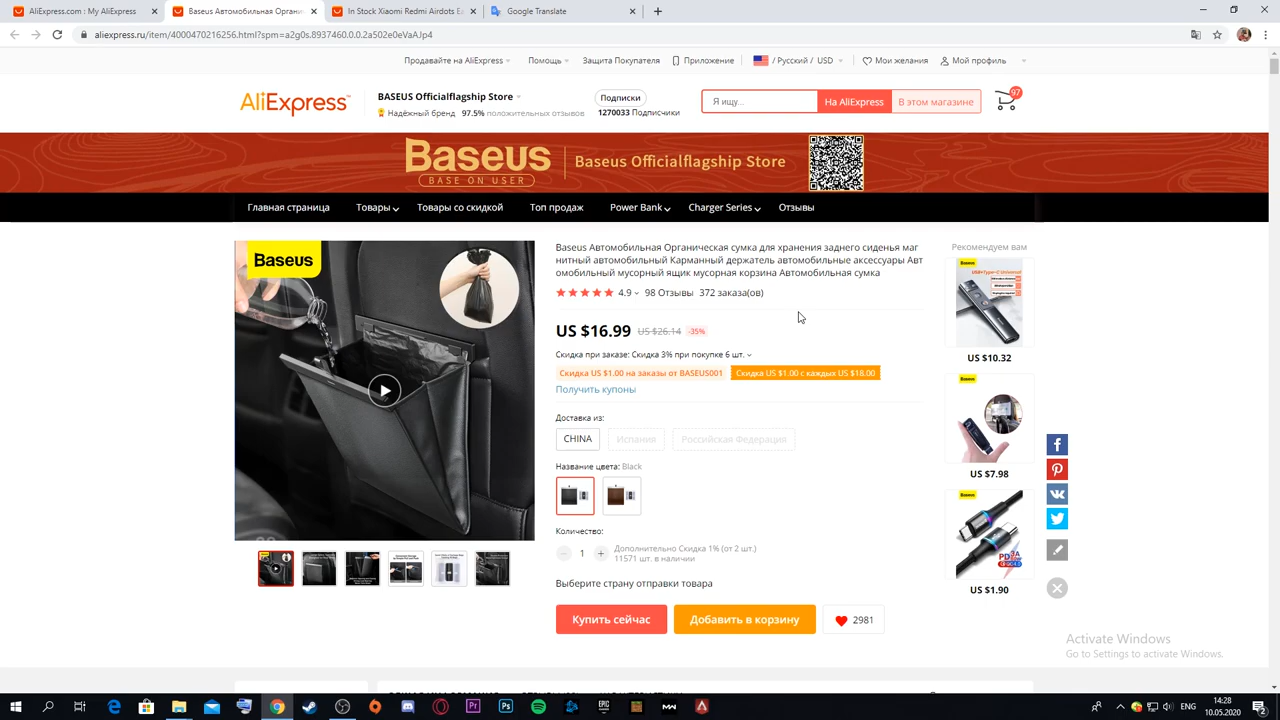 AliExpress.com : My AliExpress
Baseus Автомобильная Органи
In Stock Xiaomi Redmi Airdots Ea
Google Translate
aliexpress.ru/item/4000470216256.html?spm=a2g0s.8937460.0.0.2a502e0eVaAJp4
Продавайте на AliExpress
Помощь
Защита Покупателя
Приложение
/ Русский / USD
Мои желания
Мой профиль
AliExpress
BASEUS Officialflagship Store
Надёжный бренд 97.5% положительных отзывов
Подписки
1270033 Подписчики
Я ищу...
На AliExpress
В этом магазине
97
Baseus
BASE ON USER
Baseus Officialflagship Store
Главная страница
Товары
Товары со скидкой
Топ продаж
Power Bank
Charger Series
Отзывы
Baseus
Baseus Автомобильная Органическая сумка для хранения заднего сиденья маг
нитный автомобильный Карманный держатель автомобильные аксессуары Авт
омобильный мусорный ящик мусорная корзина Автомобильная сумка
4.9 98 Отзывы 372 заказа(ов)
US $16.99 US $26.14 -35%
Скидка при заказе: Скидка 3% при покупке 6 шт.
Скидка US $1.00 на заказы от BASEUS001
Скидка US $1.00 с каждых US $18.00
Получить купоны
Доставка из:
CHINA
Испания
Российская Федерация
Название цвета: Black
Количество:
1
Дополнительно Скидка 1% (от 2 шт.)
11571 шт. в наличии
Выберите страну отправки товара
Купить сейчас
Добавить в корзину
2981
Рекомендуем вам
US $10.32
US $7.98
US $1.90
Activate Windows
Go to Settings to activate Windows.
ENG
14:28
10.05.2020